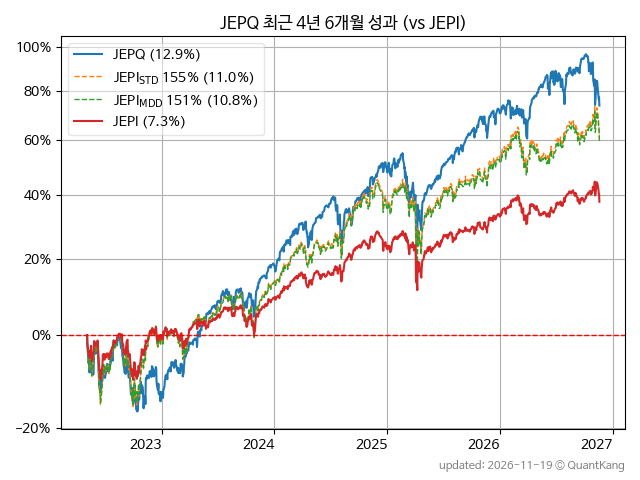 JEPQ 최근 4년 6개월 성과 (vs JEPI)
100%
80%
60%
40%
20%
0%
−20%
JEPQ (12.9%)
JEPI_STD 155% (11.0%)
JEPI_MDD 151% (10.8%)
JEPI (7.3%)
2023 2024 2025 2026 2027
updated: 2026-11-19 © QuantKang